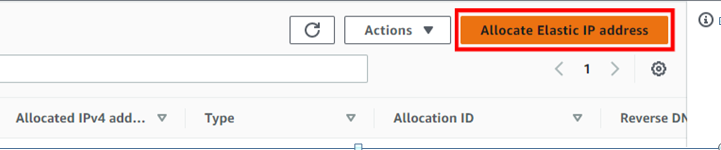 Actions
Allocate Elastic IP address
1
Allocated IPv4 add...
Type
Allocation ID
Reverse DN